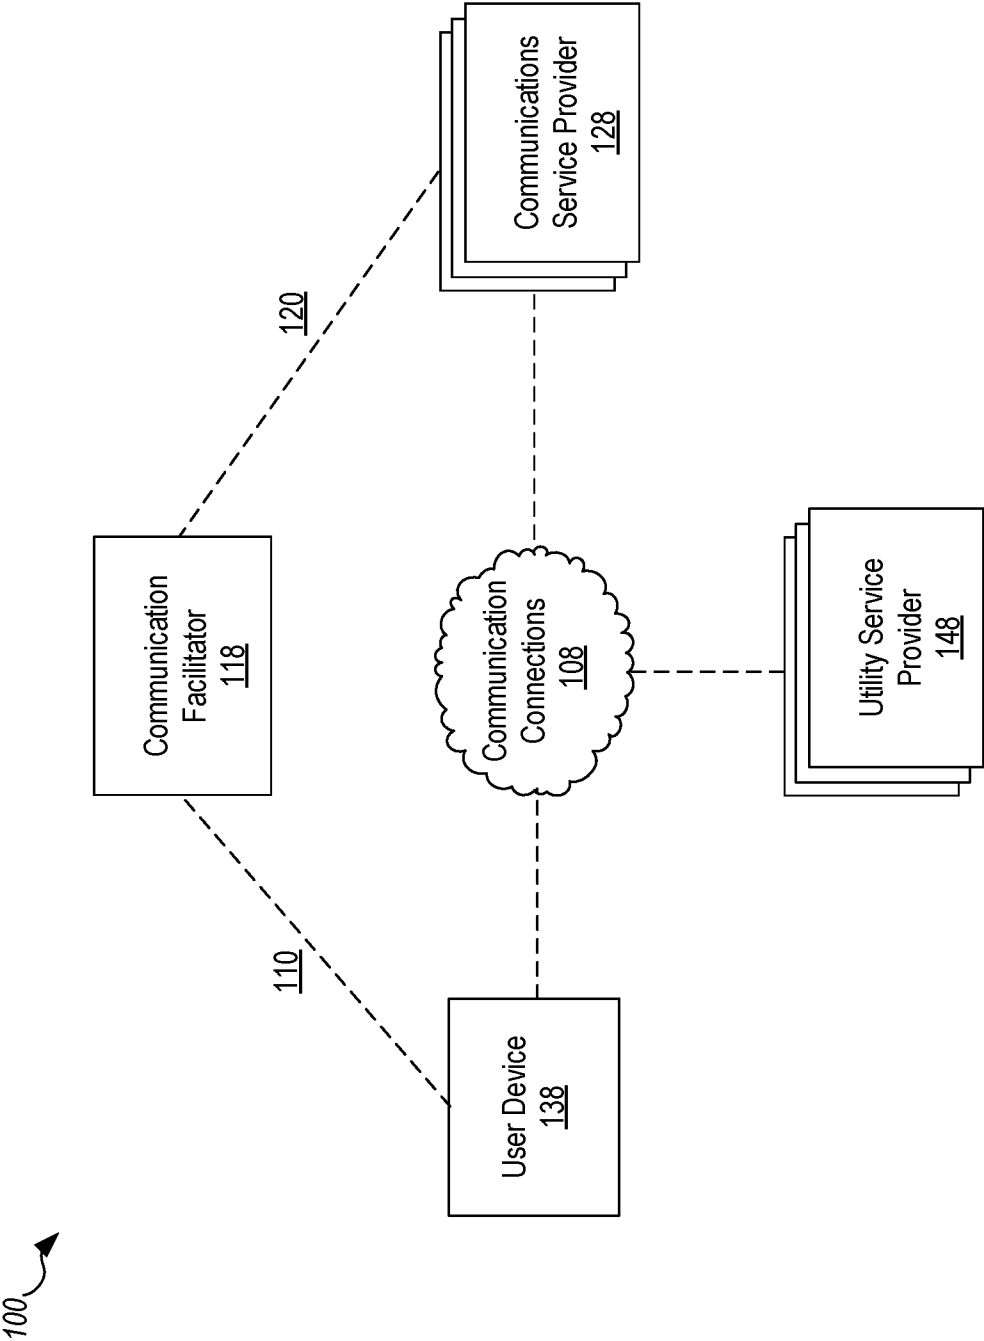 100
Communication
Facilitator
118
110
120
User Device
138
Communication
Connections
108
Communications
Service Provider
128
Utility Service
Provider
148